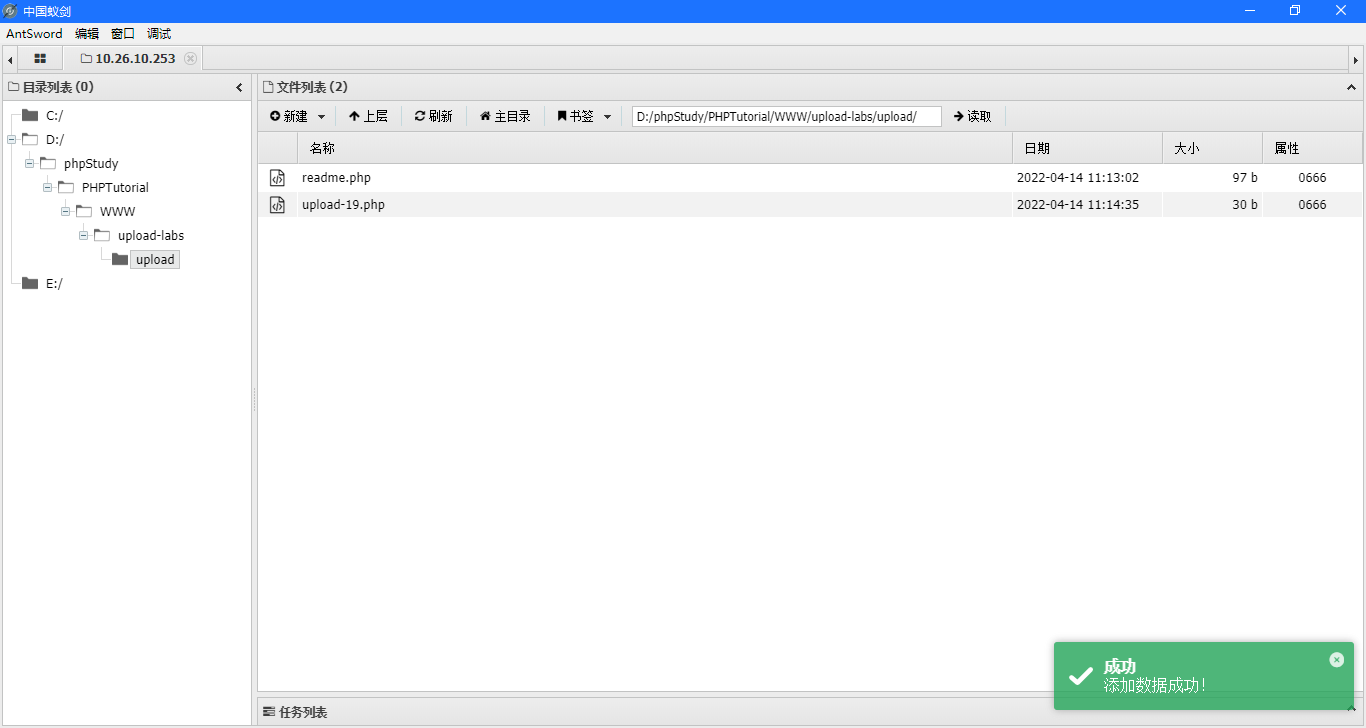 中国蚁剑
AntSword 编辑 窗口 调试
10.26.10.253
目录列表 (0)
C:/
D:/
phpStudy
PHPTutorial
WWW
upload-labs
upload
E:/
文件列表 (2)
新建 上层 刷新 主目录 书签 D:/phpStudy/PHPTutorial/WWW/upload-labs/upload/ 读取
名称 日期 大小 属性
readme.php 2022-04-14 11:13:02 97 b 0666
upload-19.php 2022-04-14 11:14:35 30 b 0666
成功
添加数据成功!
任务列表